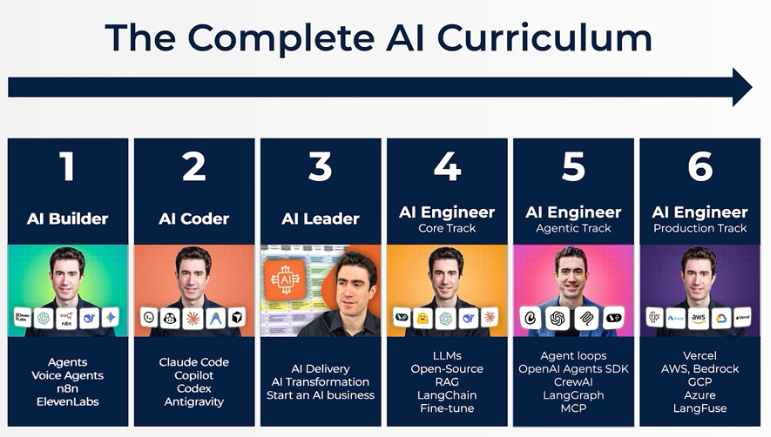 The Complete AI Curriculum
1
AI Builder
Agents
Voice Agents
n8n
ElevenLabs
2
AI Coder
Claude Code
Copilot
Codex
Antigravity
3
AI Leader
AI
AI Delivery
AI Transformation
Start an AI business
4
AI Engineer
Core Track
LLMs
Open-Source
RAG
LangChain
Fine-tune
5
AI Engineer
Agentic Track
Agent loops
OpenAI Agents SDK
CrewAI
LangGraph
MCP
6
AI Engineer
Production Track
aws
Vercel
AWS, Bedrock
GCP
Azure
LangFuse